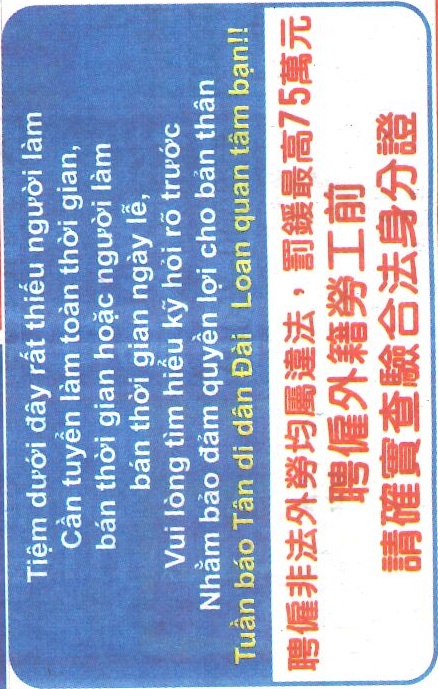 Tiệm dưới đây rất thiếu người làm
Cần tuyển làm toàn thời gian,
bán thời gian hoặc người làm
bán thời gian ngày lễ,
Vui lòng tìm hiểu kỹ hỏi rõ trước
Nhằm bảo đảm quyền lợi cho bản thân
Tuần báo Tân di dân Đài Loan quan tâm bạn!!
聘僱非法外勞均屬違法，罰鍰最高75萬元
聘僱外籍勞工前
請確實查驗合法身分證